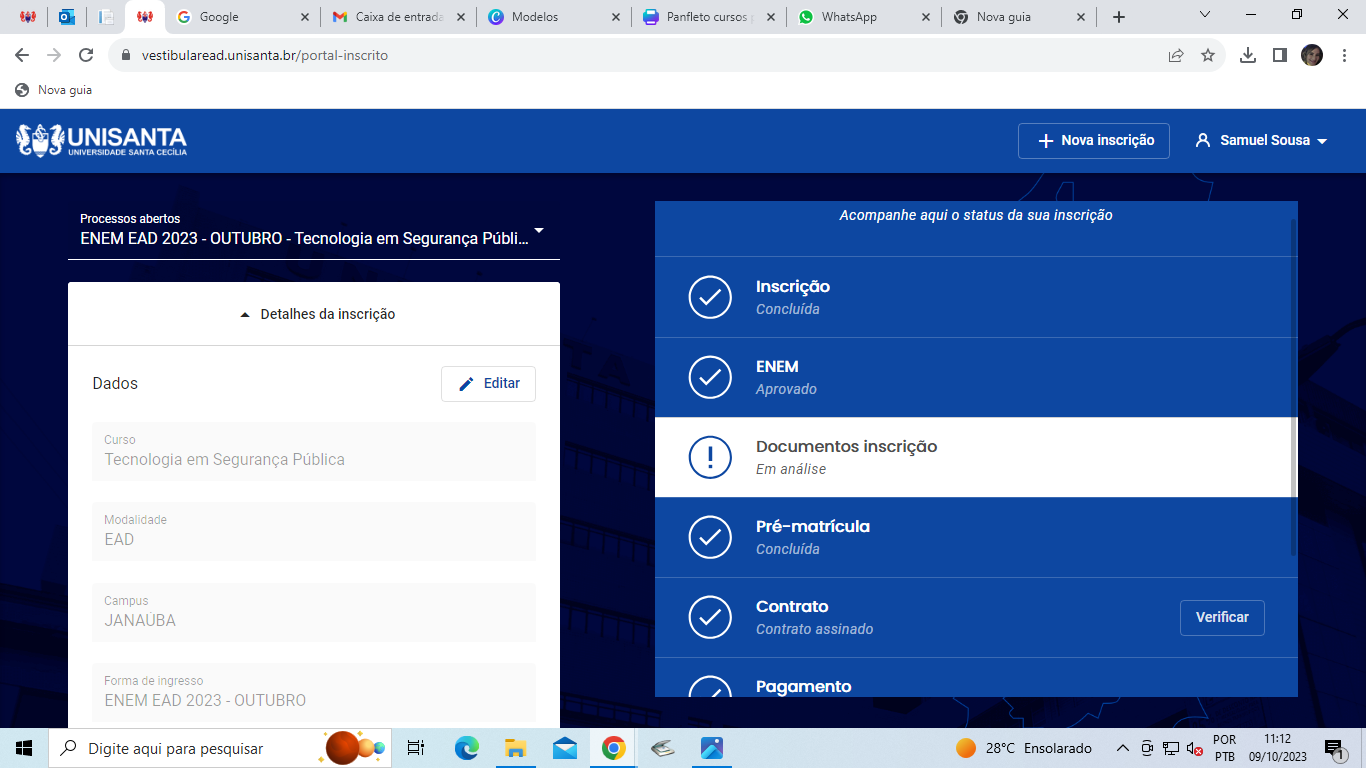 Google
Caixa de entrada
Modelos
Panfleto cursos p
WhatsApp
Nova guia
vestibularead.unisanta.br/portal-inscrito
Nova guia
UNISANTA
UNIVERSIDADE SANTA CECÍLIA
Nova inscrição
Samuel Sousa
Processos abertos
ENEM EAD 2023 - OUTUBRO - Tecnologia em Segurança Públi...
Detalhes da inscrição
Dados
Editar
Curso
Tecnologia em Segurança Pública
Modalidade
EAD
Campus
JANAÚBA
Forma de ingresso
ENEM EAD 2023 - OUTUBRO
Acompanhe aqui o status da sua inscrição
Inscrição
Concluída
ENEM
Aprovado
Documentos inscrição
Em análise
Pré-matrícula
Concluída
Contrato
Contrato assinado
Verificar
Pagamento
Digite aqui para pesquisar
28°C Ensolarado
POR
PTB
11:12
09/10/2023
1